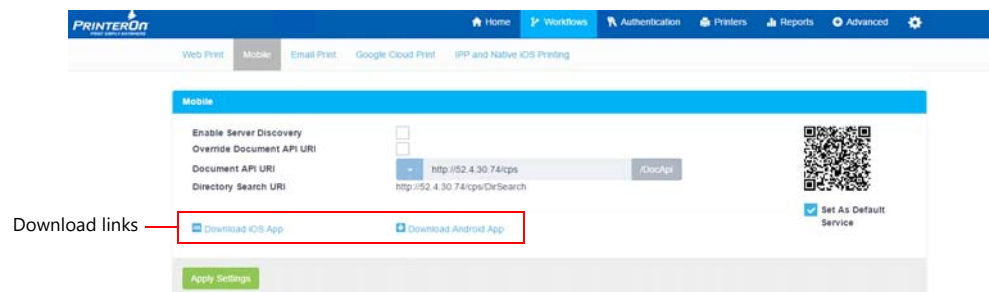 PRINTERON
PRINT SIMPLY ANYWHERE
Home Workflows Authentication Printers Reports Advanced
Web Print Mobile Email Print Google Cloud Print IPP and Native iOS Printing
Mobile
Enable Server Discovery
Override Document API URI
Document API URI http://52.4.30.74/cps /DocApi
Directory Search URI http://52.4.30.74/cps/DirSearch
Set As Default
Service
Download links
Download iOS App Download Android App
Apply Settings